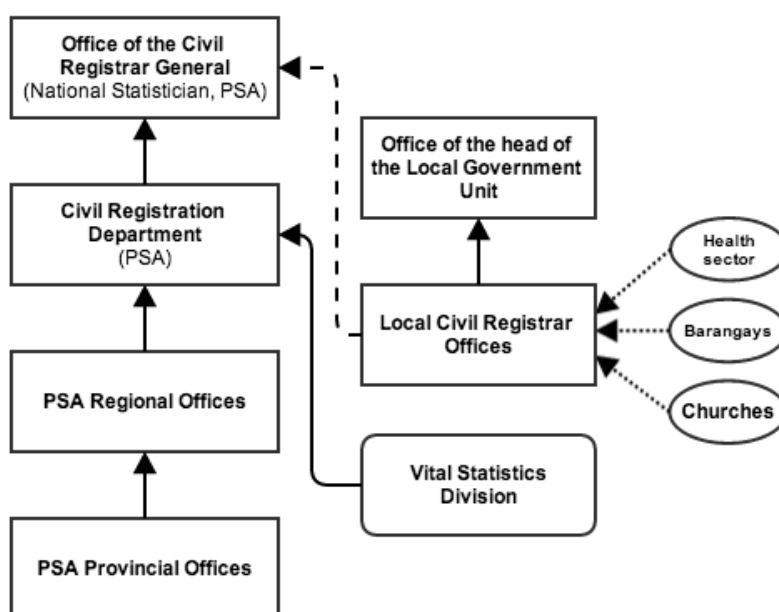 Office of the Civil
Registrar General
(National Statistician, PSA)
Office of the head of
the Local Government
Unit
Civil Registration
Department
(PSA)
Health
sector
Local Civil Registrar
Offices
Barangays
PSA Regional Offices
Churches
Vital Statistics
Division
PSA Provincial Offices